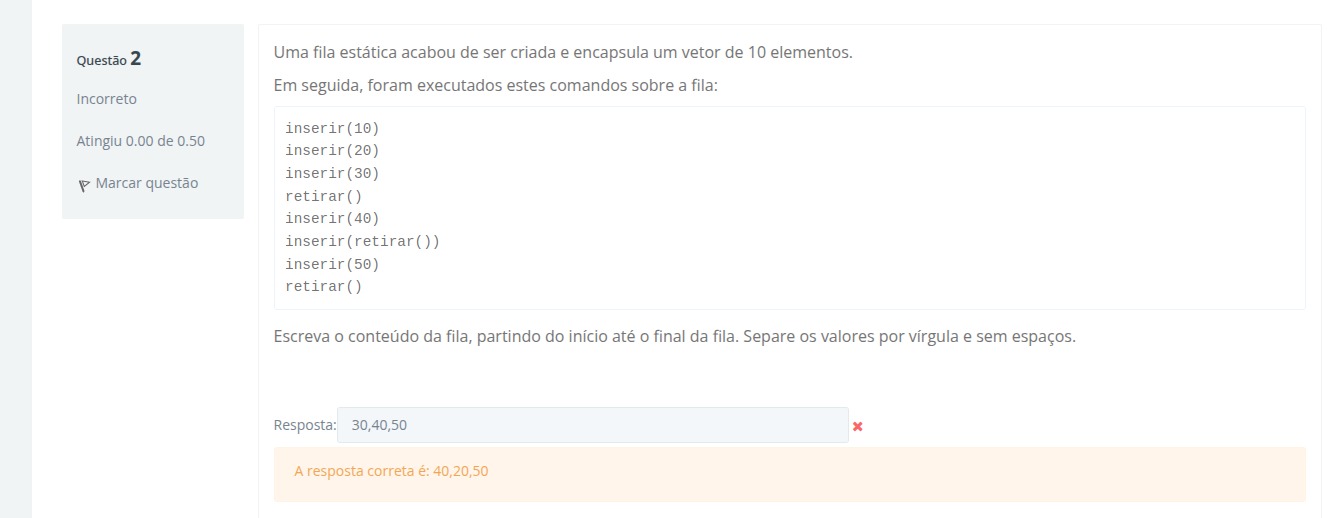 Questão 2
Incorreto
Atingiu 0.00 de 0.50
Marcar questão
Uma fila estática acabou de ser criada e encapsula um vetor de 10 elementos.
Em seguida, foram executados estes comandos sobre a fila:
inserir(10)
inserir(20)
inserir(30)
retirar()
inserir(40)
inserir(retirar())
inserir(50)
retirar()
Escreva o conteúdo da fila, partindo do início até o final da fila. Separe os valores por vírgula e sem espaços.
Resposta: 30,40,50
A resposta correta é: 40,20,50